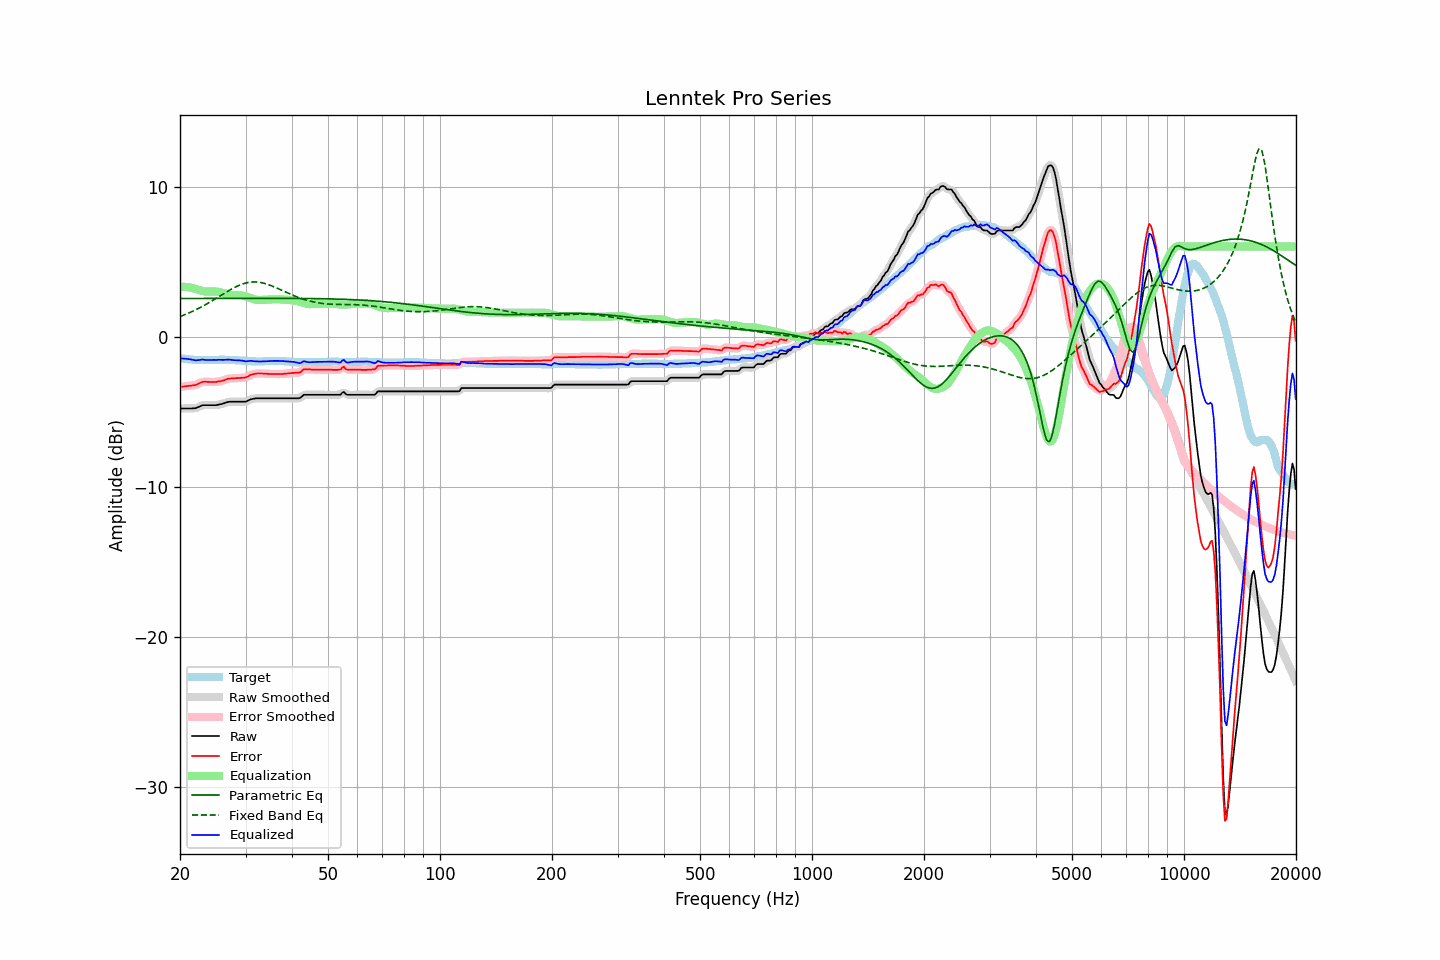 Lenntek Pro Series
Amplitude (dBr)
10
0
−10
−20
−30
Target
Raw Smoothed
Error Smoothed
Raw
Error
Equalization
Parametric Eq
Fixed Band Eq
Equalized
20 50 100 200 500 1000 2000 5000 10000 20000
Frequency (Hz)